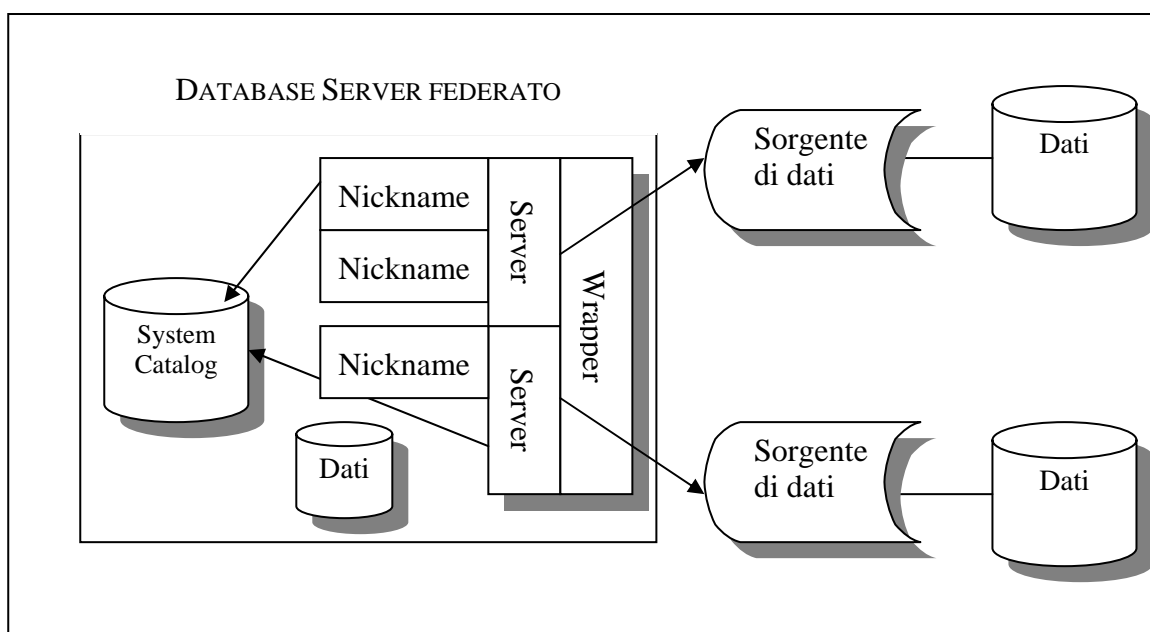 DATABASE SERVER FEDERATO
Nickname
Nickname
Nickname
Server
Server
Wrapper
System
Catalog
Dati
Sorgente
di dati
Dati
Sorgente
di dati
Dati